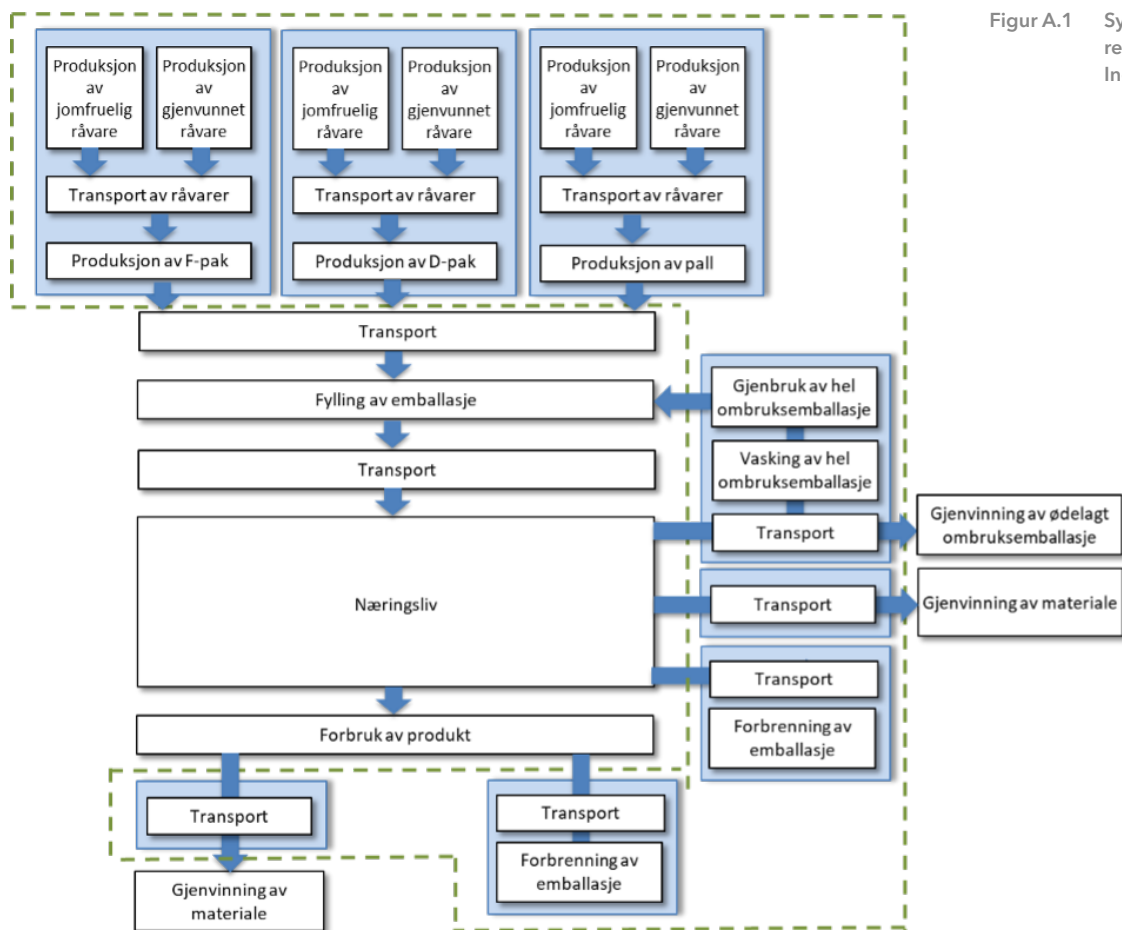 Figur A.1
Sy
re
In
Produksjon
av
jomfruelig
råvare
Produksjon
av
gjenvunnet
råvare
Transport av råvarer
Produksjon av F-pak
Produksjon
av
jomfruelig
råvare
Produksjon
av
gjenvunnet
råvare
Transport av råvarer
Produksjon av D-pak
Produksjon
av
jomfruelig
råvare
Produksjon
av
gjenvunnet
råvare
Transport av råvarer
Produksjon av pall
Transport
Fylling av emballasje
Transport
Næringsliv
Forbruk av produkt
Gjenbruk av hel
ombruksemballasje
Vasking av hel
ombruksemballasje
Transport
Gjenvinning av ødelagt
ombruksemballasje
Transport
Gjenvinning av materiale
Transport
Forbrenning av
emballasje
Transport
Gjenvinning av
materiale
Transport
Forbrenning av
emballasje